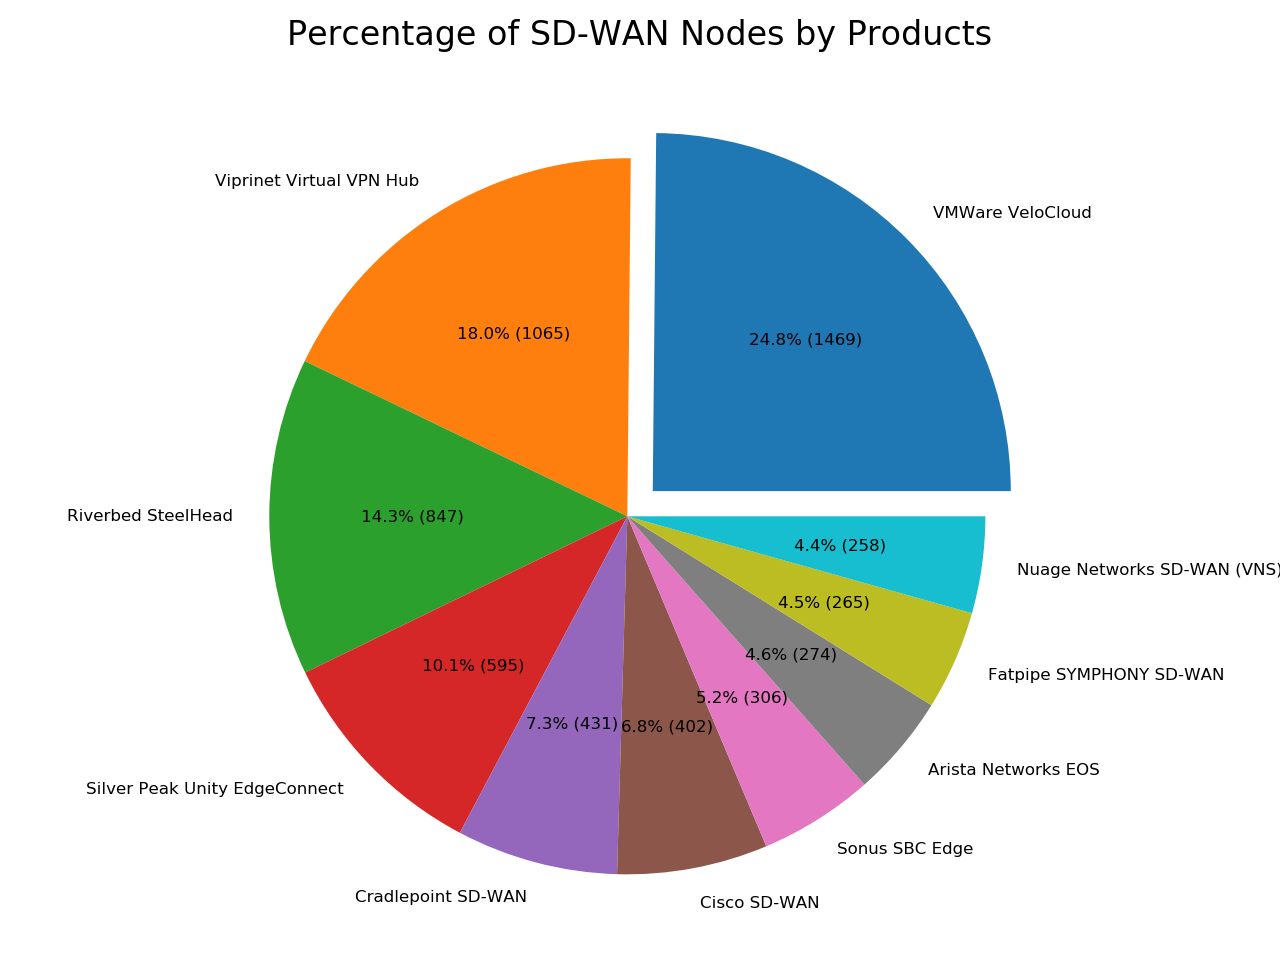 Percentage of SD-WAN Nodes by Products
VMWare VeloCloud
24.8% (1469)
Viprinet Virtual VPN Hub
18.0% (1065)
Riverbed SteelHead
14.3% (847)
Silver Peak Unity EdgeConnect
10.1% (595)
Cradlepoint SD-WAN
7.3% (431)
Cisco SD-WAN
6.8% (402)
Sonus SBC Edge
5.2% (306)
Arista Networks EOS
4.6% (274)
Fatpipe SYMPHONY SD-WAN
4.5% (265)
Nuage Networks SD-WAN (VNS)
4.4% (258)